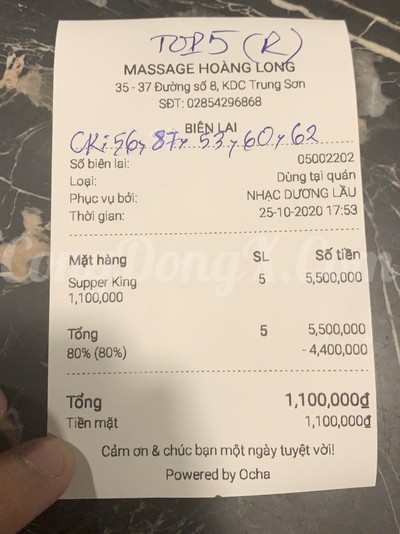 TOP 5 (R)
MASSAGE HOÀNG LONG
35 - 37 Đường số 8, KDC Trung Sơn
SĐT: 02854296868
BIÊN LAI
CK: 56, 87, 53, 60, 62
Số biên lai: 05002202
Loại: Dùng tại quán
Phục vụ bởi: NHẠC DƯƠNG LẦU
Thời gian: 25-10-2020 17:53
Mặt hàng SL Số tiền
Supper King 5 5,500,000
1,100,000
Tổng 5 5,500,000
80% (80%) - 4,400,000
Tổng 1,100,000₫
Tiền mặt 1,100,000₫
Cảm ơn & chúc bạn một ngày tuyệt vời!
Powered by Ocha
CongDongX.Com